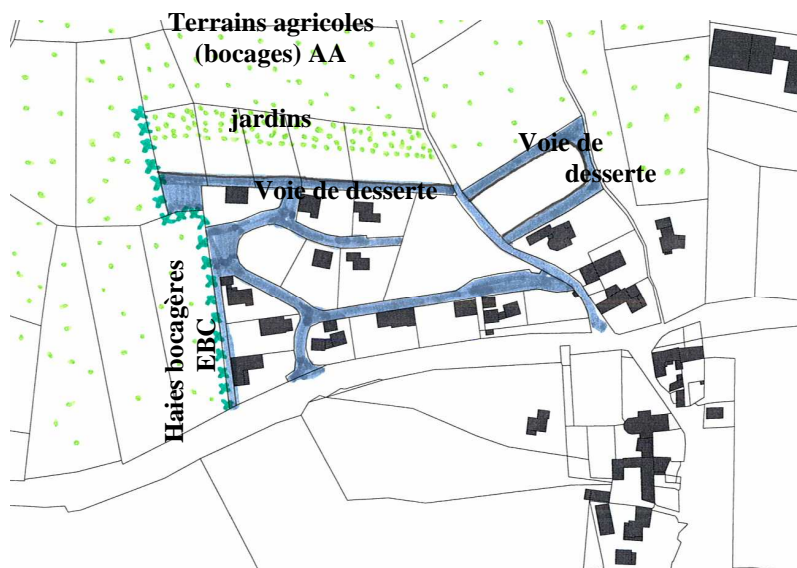 Terrains agricoles
(bocages) AA
jardins
Voie de
desserte
Voie de desserte
Haies bocagères
EBC